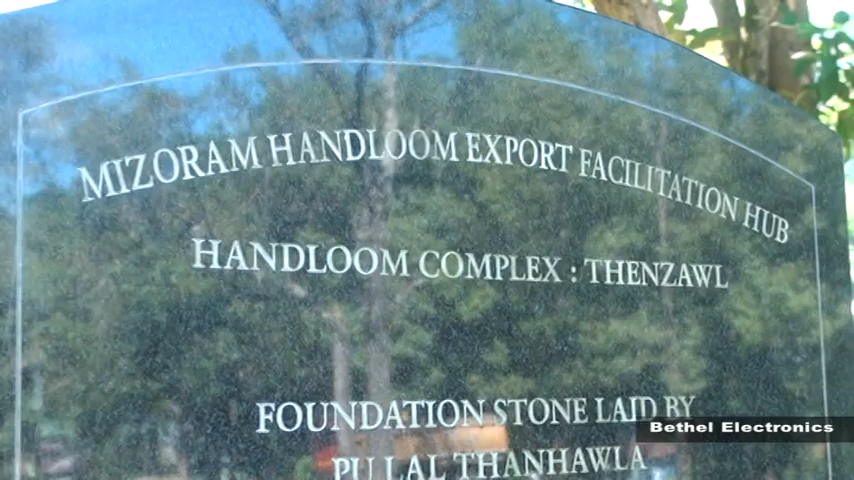 MIZORAM HANDLOOM EXPORT FACILITATION HUB
HANDLOOM COMPLEX : THENZAWL
FOUNDATION STONE LAID BY
PU LAL THANHAWLA
Bethel Electronics